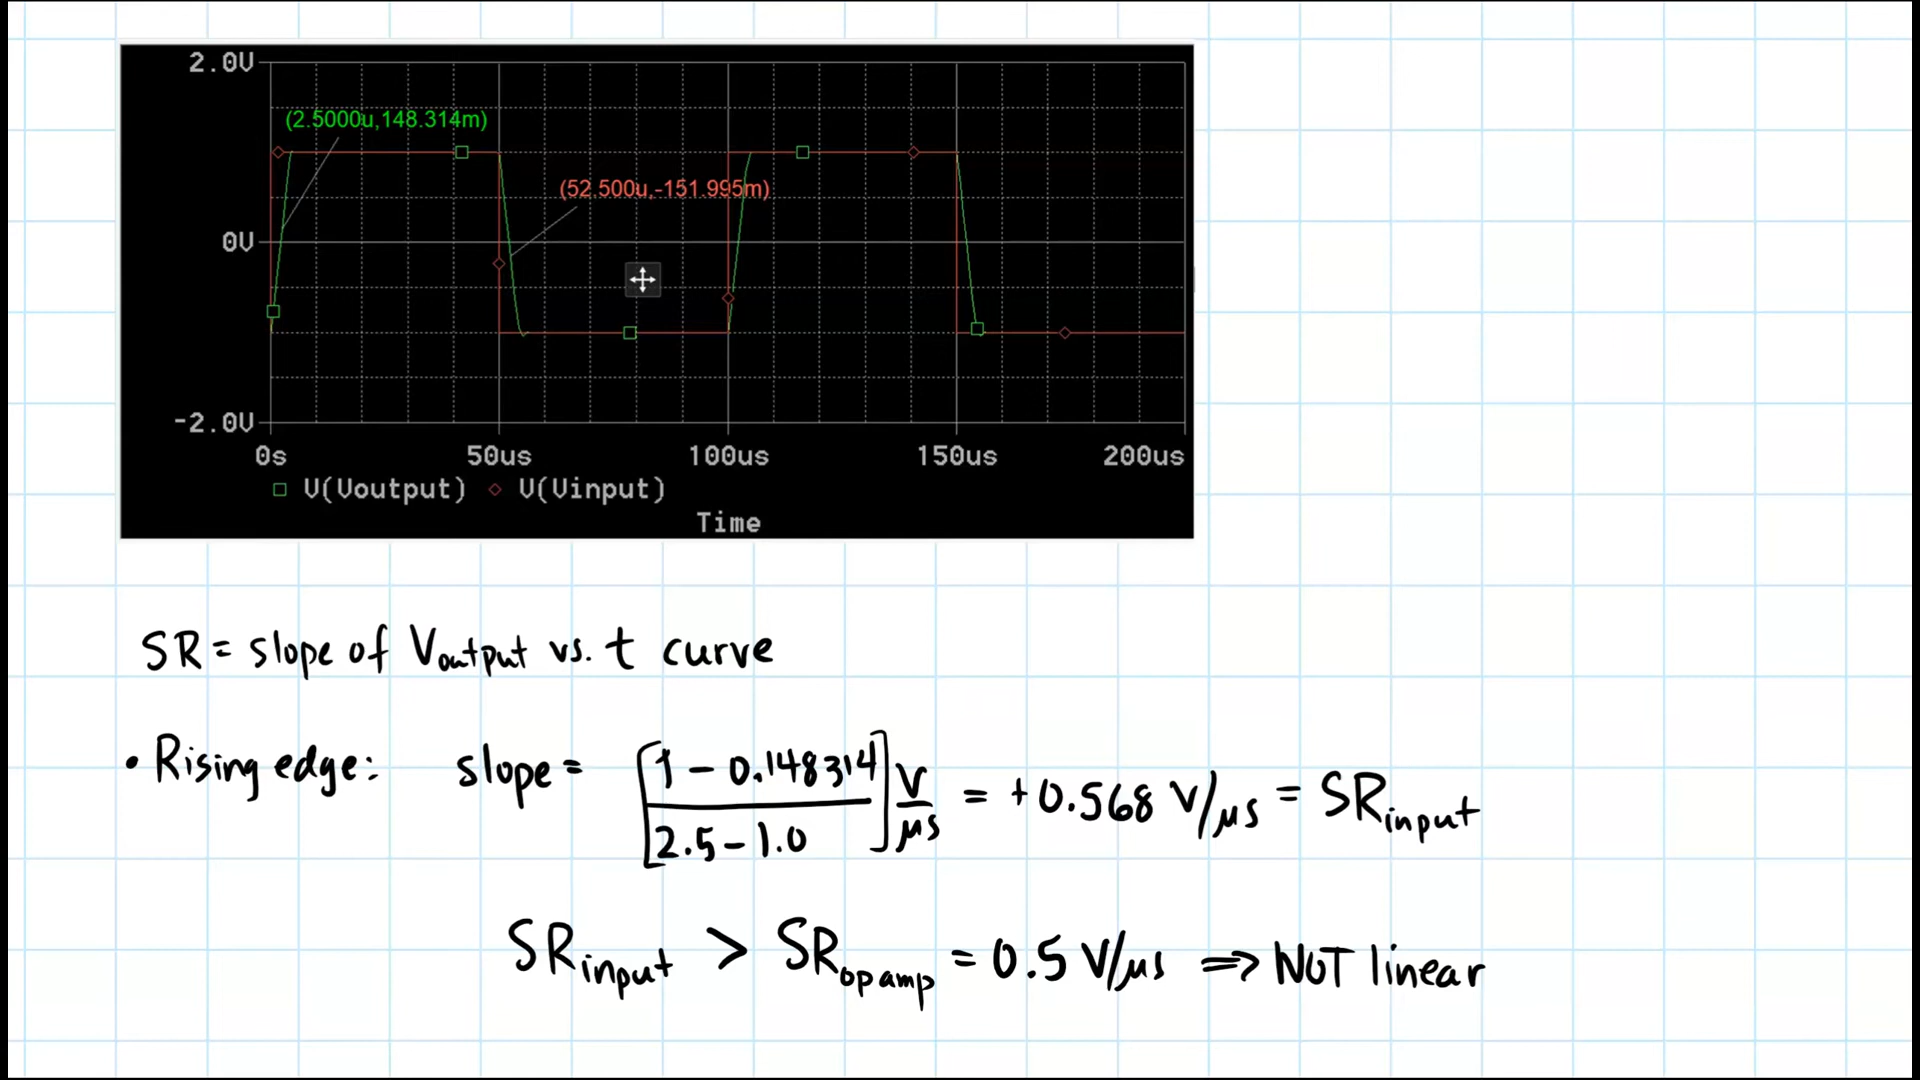 2.0V
(2.5000u,148.314m)
(52.500u,-151.995m)
0V
-2.0V
0s 50us 100us 150us 200us
V(Voutput) V(Vinput)
Time
SR = slope of Voutput vs. t curve
• Rising edge: slope = [1 - 0.148314 / 2.5 - 1.0] V/μs = +0.568 V/μs = SRinput
SRinput > SRop amp = 0.5 V/μs ⇒ NOT linear